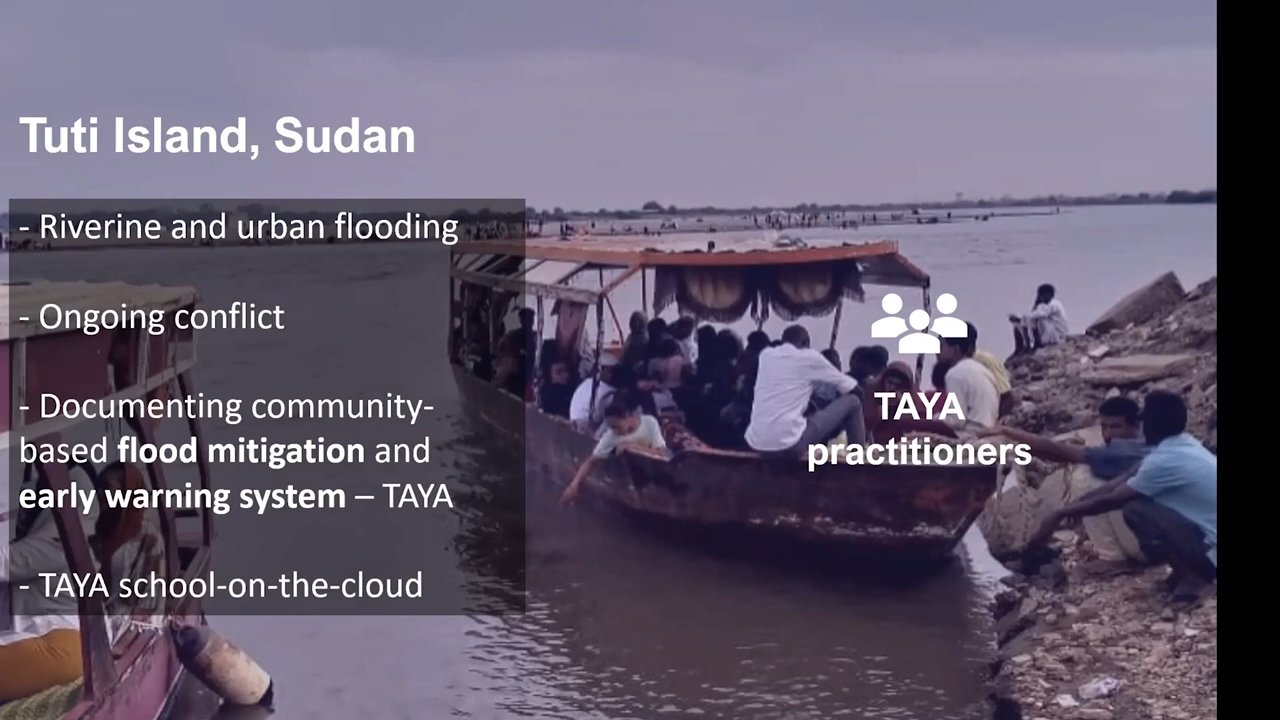 Tuti Island, Sudan
- Riverine and urban flooding
- Ongoing conflict
- Documenting community-
based flood mitigation and
early warning system – TAYA
- TAYA school-on-the-cloud
TAYA
practitioners